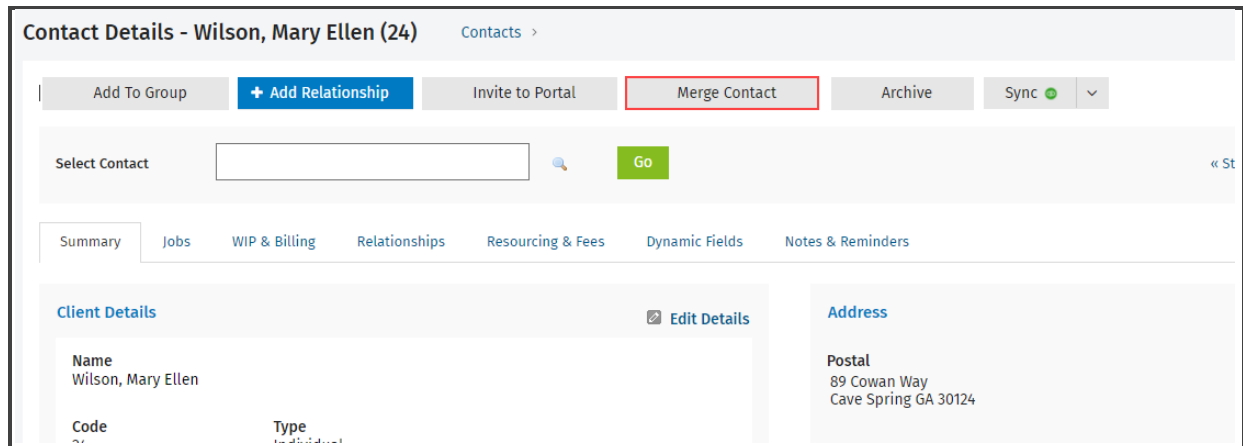 Contact Details - Wilson, Mary Ellen (24) Contacts >
Add To Group + Add Relationship Invite to Portal Merge Contact Archive Sync
Select Contact Go « St
Summary Jobs WIP & Billing Relationships Resourcing & Fees Dynamic Fields Notes & Reminders
Client Details Edit Details Address
Name Postal
Wilson, Mary Ellen 89 Cowan Way
Cave Spring GA 30124
Code Type